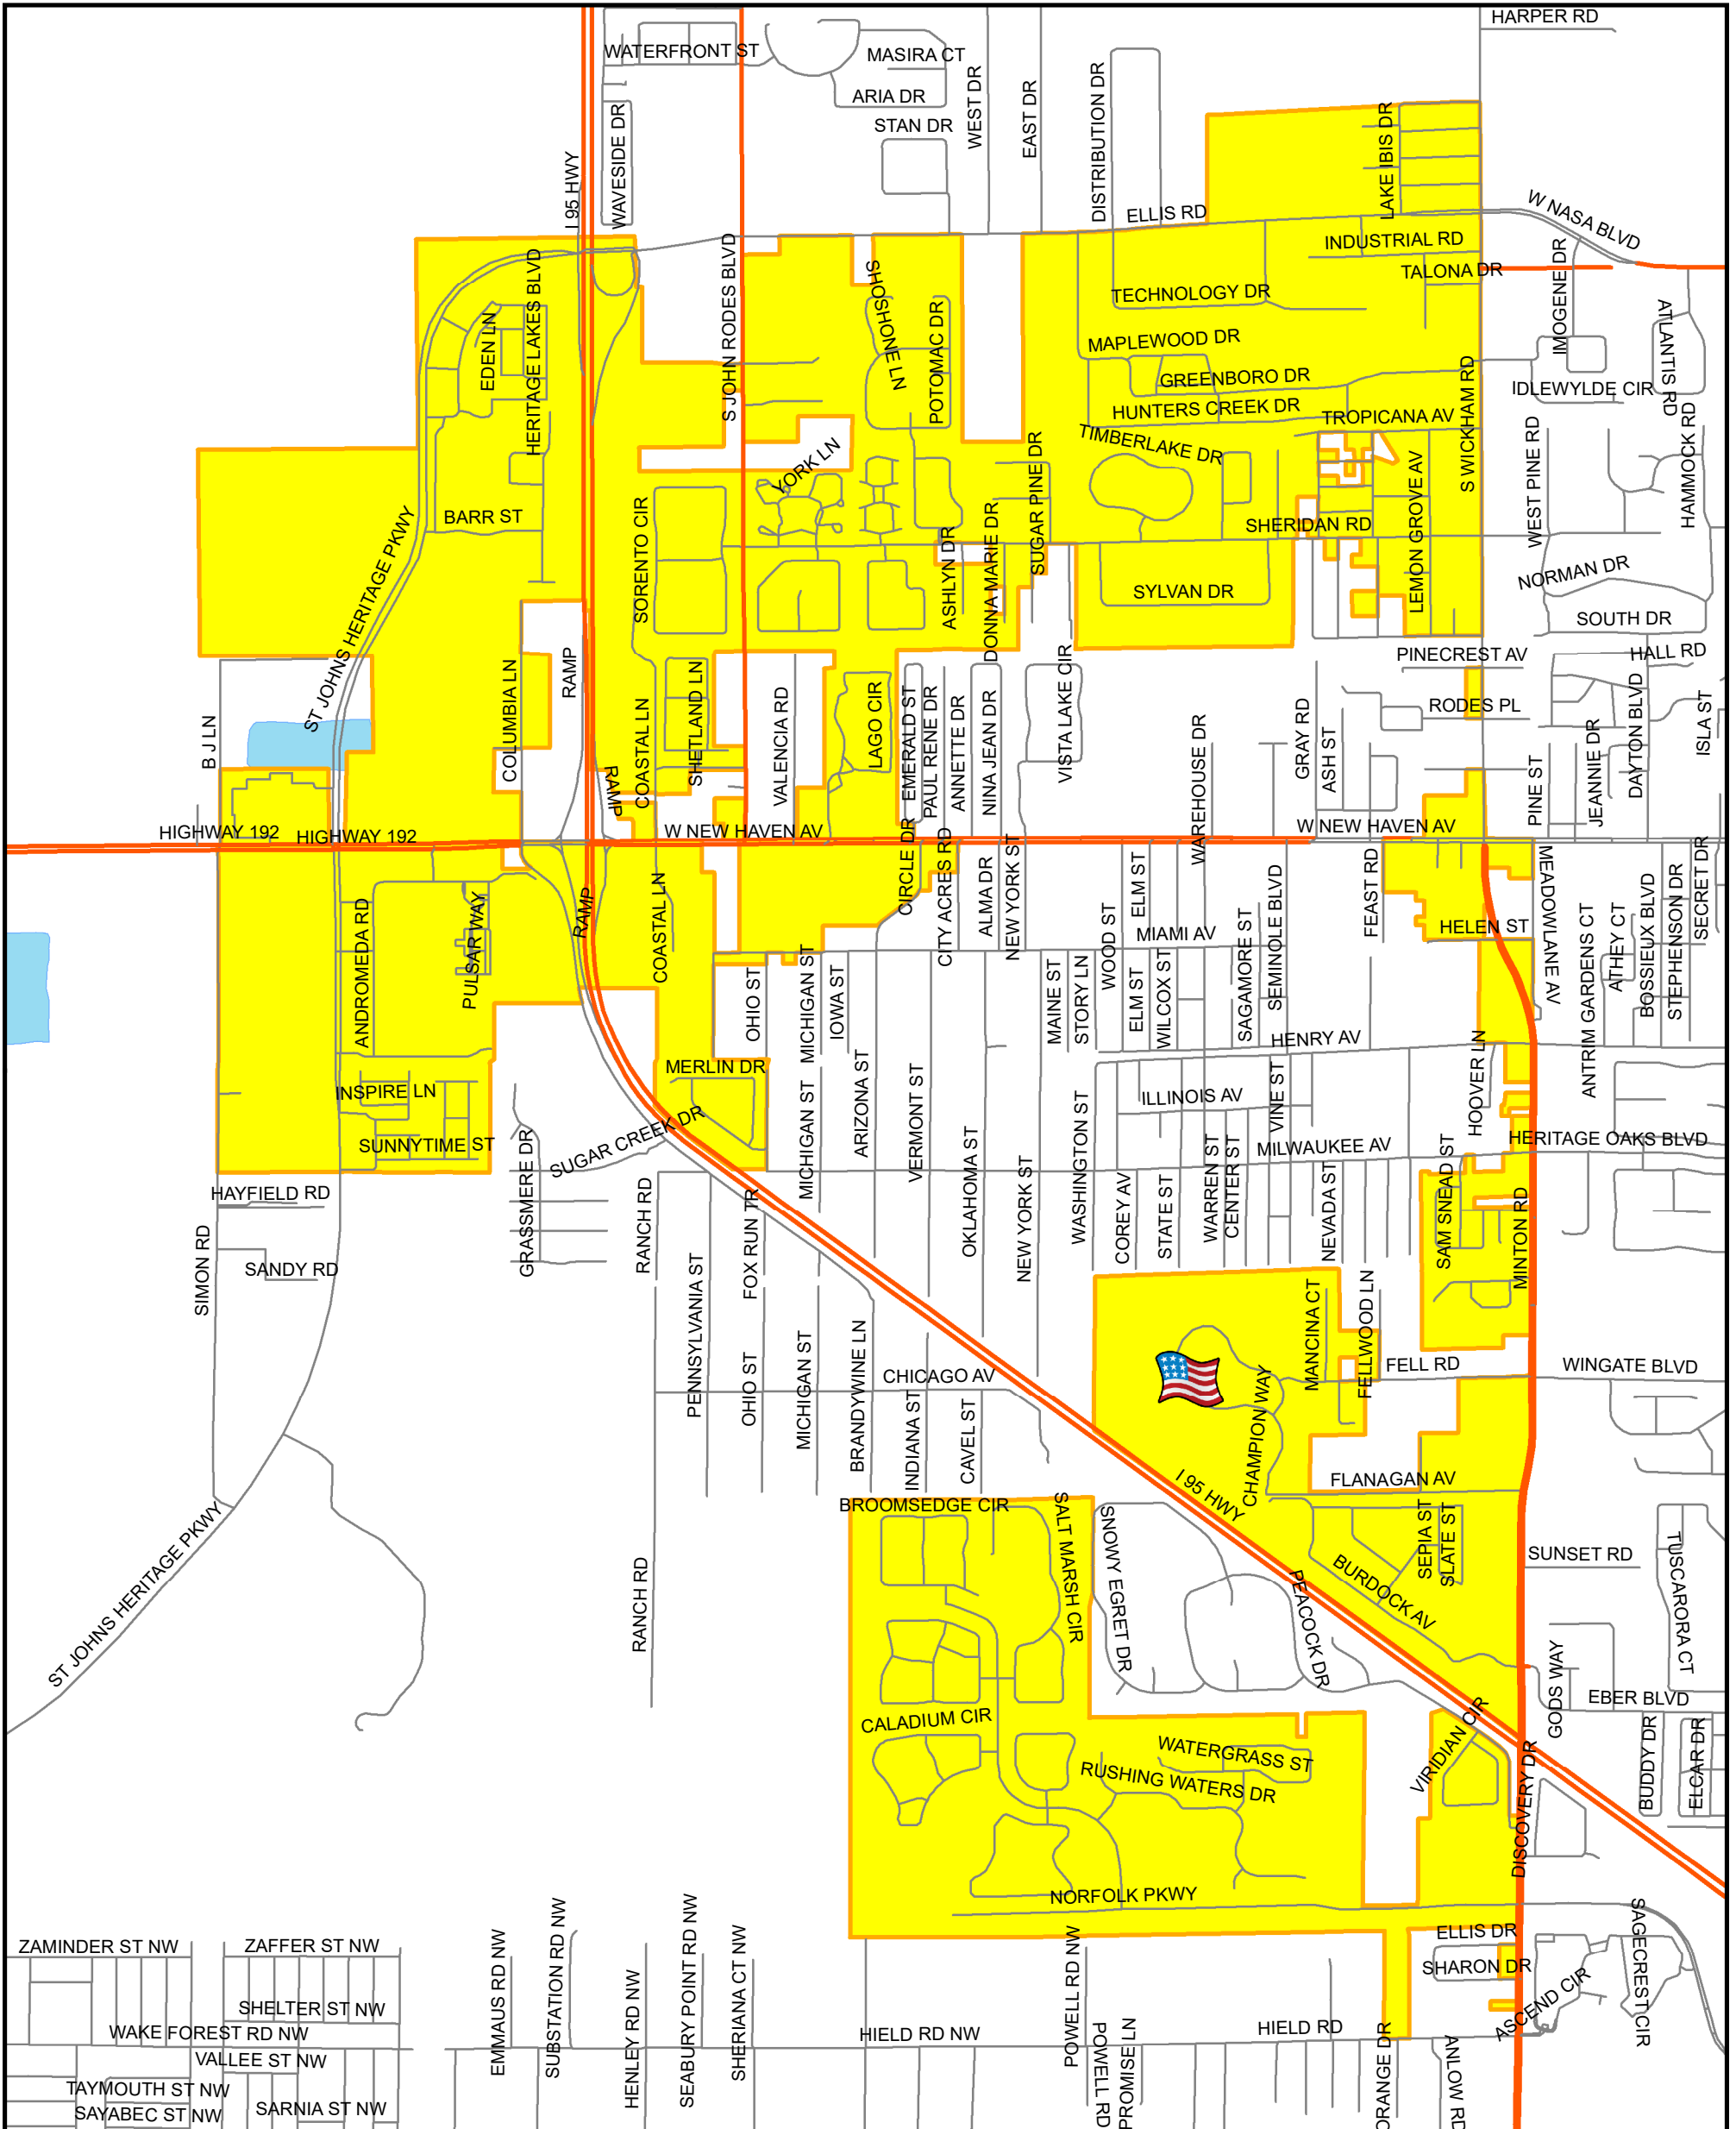 HARPER RD
WATERFRONT ST
MASIRA CT
ARIA DR
STAN DR
WEST DR
EAST DR
DISTRIBUTION DR
I 95 HWY
WAVESIDE DR
LAKE IBIS DR
ELLIS RD
W NASA BLVD
INDUSTRIAL RD
TALONA DR
IMOGENE DR
TECHNOLOGY DR
ATLANTIS RD
HERITAGE LAKES BLVD
EDEN LN
S JOHN RODES BLVD
SHOSHONE LN
POTOMAC DR
MAPLEWOOD DR
GREENBORO DR
IDLEWYLDE CIR
HUNTERS CREEK DR
TROPICANA AV
S WICKHAM RD
HAMMOCK RD
TIMBERLAKE DR
YORK LN
SUGAR PINE DR
LEMON GROVE AV
WEST PINE RD
BARR ST
SORENTO CIR
SHERIDAN RD
ST JOHNS HERITAGE PKWY
ASHLYN DR
DONNA MARIE DR
NORMAN DR
SYLVAN DR
SOUTH DR
PINECREST AV
HALL RD
RAMP
COLUMBIA LN
COASTAL LN
SHETLAND LN
VALENCIA RD
LAGO CIR
EMERALD ST
PAUL RENE DR
ANNETTE DR
NINA JEAN DR
VISTA LAKE CIR
WAREHOUSE DR
GRAY RD
ASH ST
RODES PL
PINE ST
JEANNIE DR
DAYTON BLVD
ISLA ST
B J LN
RAMP
HIGHWAY 192
HIGHWAY 192
W NEW HAVEN AV
W NEW HAVEN AV
CIRCLE DR
CITY ACRES RD
ALMA DR
NEW YORK ST
ELM ST
FEAST RD
MEADOWLANE AV
SECRET DR
STEPHENSON DR
BOSSIEUX BLVD
ATHEY CT
ANTRIM GARDENS CT
ANDROMEDA RD
PULSAR WAY
RAMP
COASTAL LN
WOOD ST
MIAMI AV
SAGAMORE ST
SEMINOLE BLVD
HELEN ST
OHIO ST
MICHIGAN ST
IOWA ST
MAINE ST
STORY LN
ELM ST
WILCOX ST
HENRY AV
HOOVER LN
MERLIN DR
INSPIRE LN
ARIZONA ST
VERMONT ST
ILLINOIS AV
VINE ST
SUNNYTIME ST
SUGAR CREEK DR
GRASSMERE DR
MICHIGAN ST
OKLAHOMA ST
NEW YORK ST
WASHINGTON ST
MILWAUKEE AV
HERITAGE OAKS BLVD
HAYFIELD RD
SIMON RD
SANDY RD
RANCH RD
FOX RUN TR
COREY AV
STATE ST
WARREN ST
CENTER ST
NEVADA ST
SAM SNEAD ST
MINTON RD
PENNSYLVANIA ST
OHIO ST
MICHIGAN ST
BRANDYWINE LN
CHICAGO AV
INDIANA ST
CAVEL ST
MANCINA CT
FELLWOOD LN
FELL RD
WINGATE BLVD
CHAMPION WAY
I 95 HWY
FLANAGAN AV
BROOMSEDGE CIR
SALT MARSH CIR
SNOWY EGRET DR
SEPIA ST
SLATE ST
SUNSET RD
TUSCARORA CT
ST JOHNS HERITAGE PKWY
RANCH RD
PEACOCK DR
BURDOCK AV
GODS WAY
EBER BLVD
CALADIUM CIR
WATERGRASS ST
RUSHING WATERS DR
VIRIDIAN CIR
DISCOVERY DR
BUDDY DR
ELCAR DR
NORFOLK PKWY
ELLIS DR
SHARON DR
SAGECREST CIR
ASCEND CIR
ZAMINDER ST NW
ZAFFER ST NW
SHELTER ST NW
WAKE FOREST RD NW
VALLEE ST NW
TAYMOUTH ST NW
SAYABEC ST NW
SARNIA ST NW
EMMAUS RD NW
SUBSTATION RD NW
HENLEY RD NW
SEABURY POINT RD NW
SHERIANA CT NW
HIELD RD NW
POWELL RD NW
POWELL RD
PROMISE LN
HIELD RD
ORANGE DR
ANLOW RD